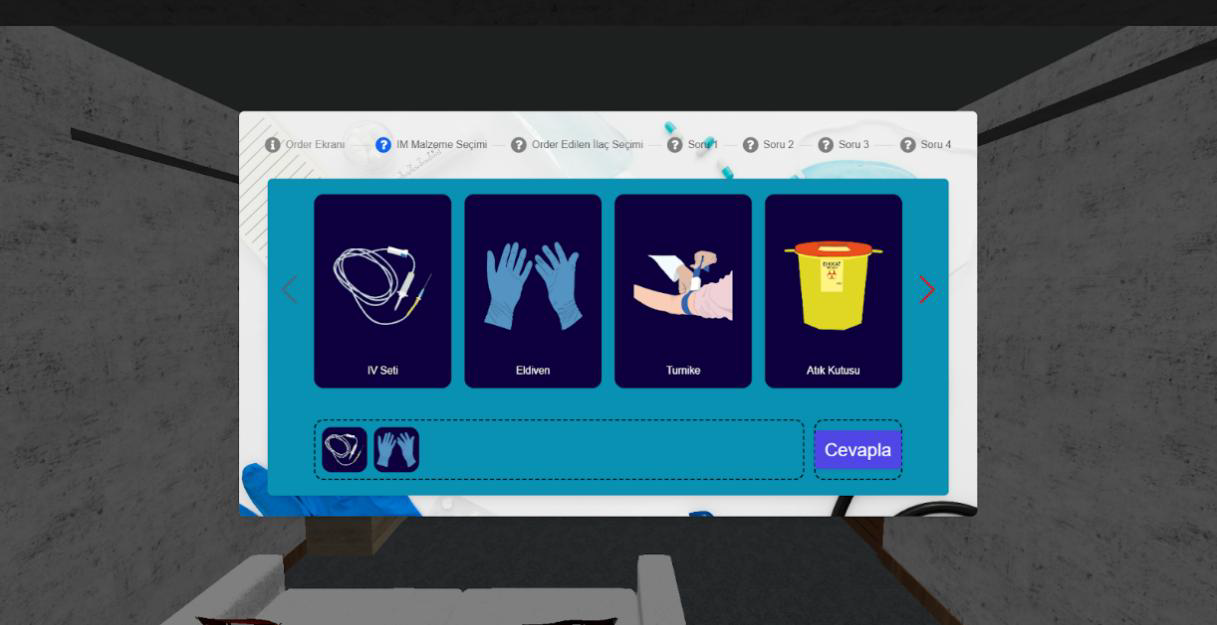 Order Ekranı
IM Malzeme Seçimi
Order Edilen İlaç Seçimi
Soru 1
Soru 2
Soru 3
Soru 4
IV Seti
Eldiven
Turnike
Atık Kutusu
Cevapla